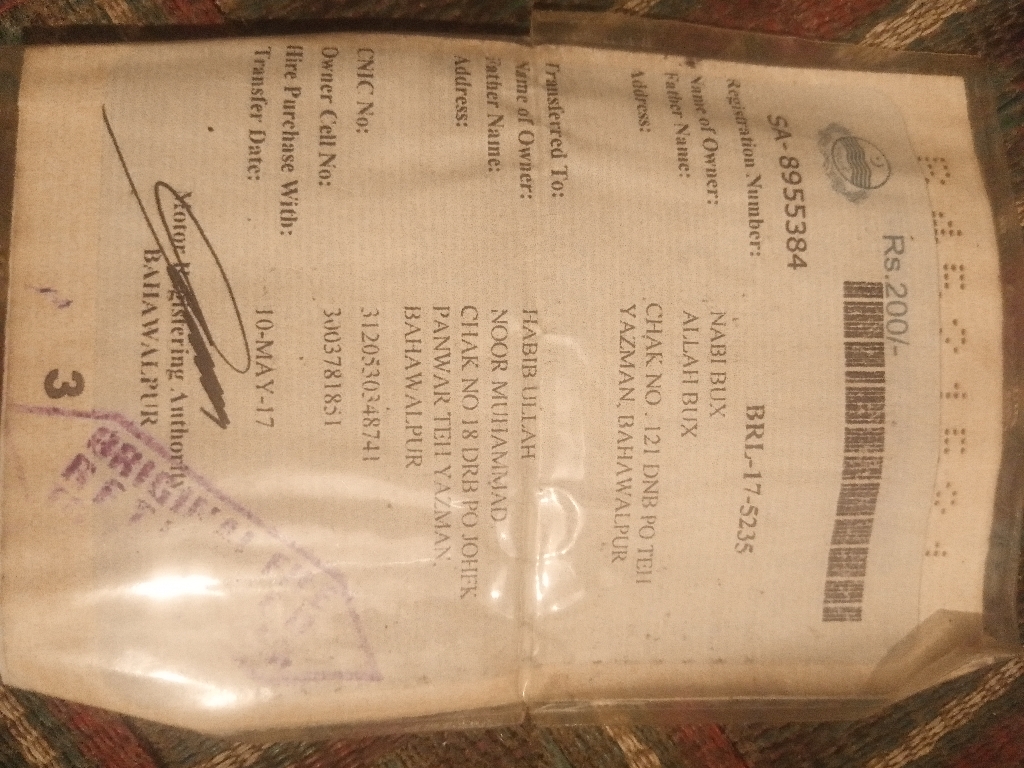 Rs.200/-
SA-8955384
Registration Number: BRL-17-5235
Name of Owner: NABI BUX
Father Name: ALLAH BUX
Address: CHAK NO . 121 DNB PO TEH
YAZMAN, BAHAWALPUR
Transferred To:
Name of Owner: HABIB ULLAH
Father Name: NOOR MUHAMMAD
Address: CHAK NO 18 DRB PO JOHEK
PANWAR TEH YAZMAN,
BAHAWALPUR
CNIC No: 3120530348741
Owner Cell No: 3003781851
Hire Purchase With:
Transfer Date: 10-MAY-17
Motor Registering Authority
BAHAWALPUR
3
ORIGINAL